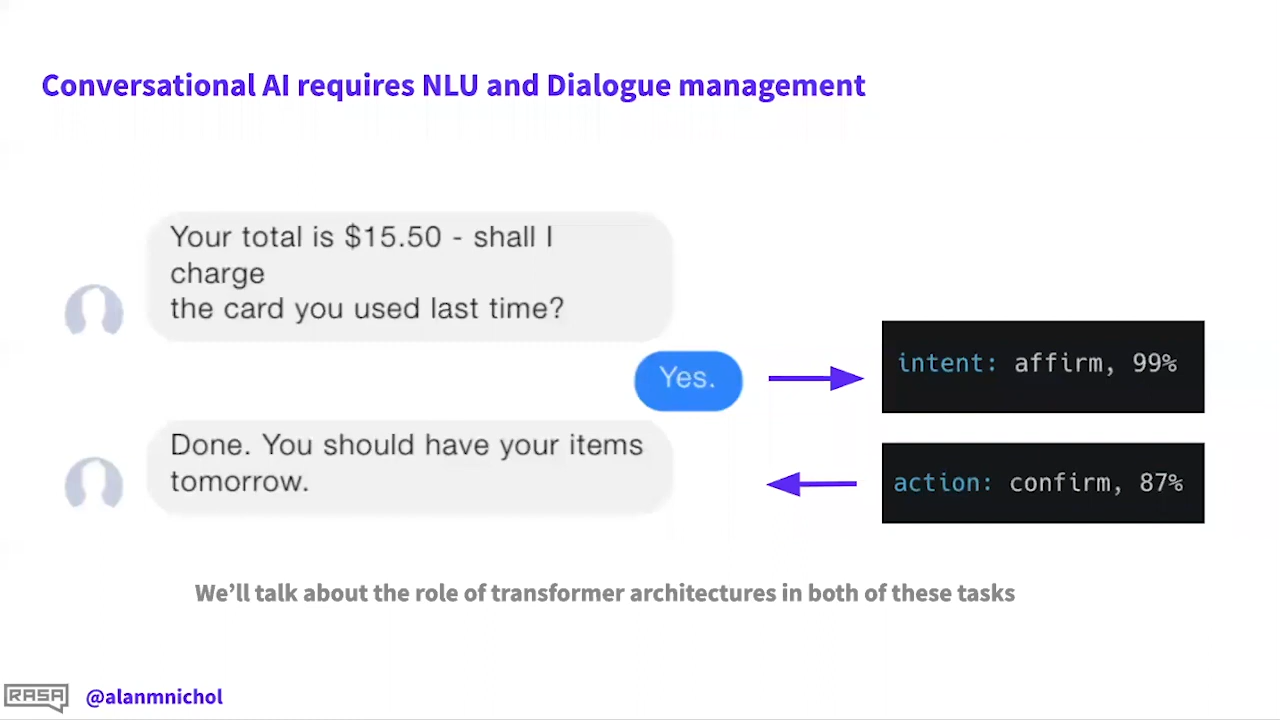 Conversational AI requires NLU and Dialogue management
Your total is $15.50 - shall I
charge
the card you used last time?
Yes.
intent: affirm, 99%
Done. You should have your items
tomorrow.
action: confirm, 87%
We’ll talk about the role of transformer architectures in both of these tasks
RASA
@alanmnichol